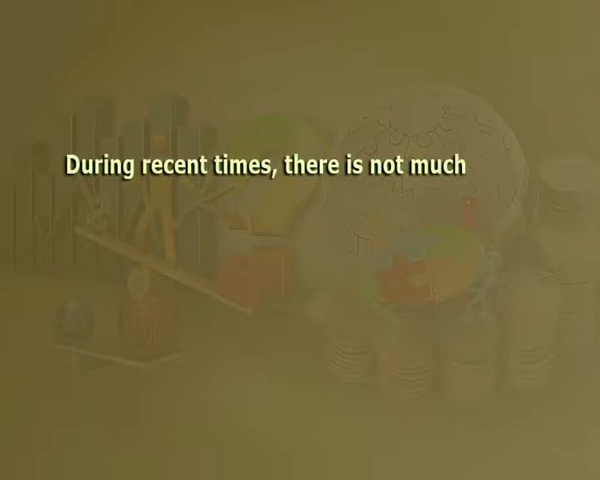 During recent times, there is not much